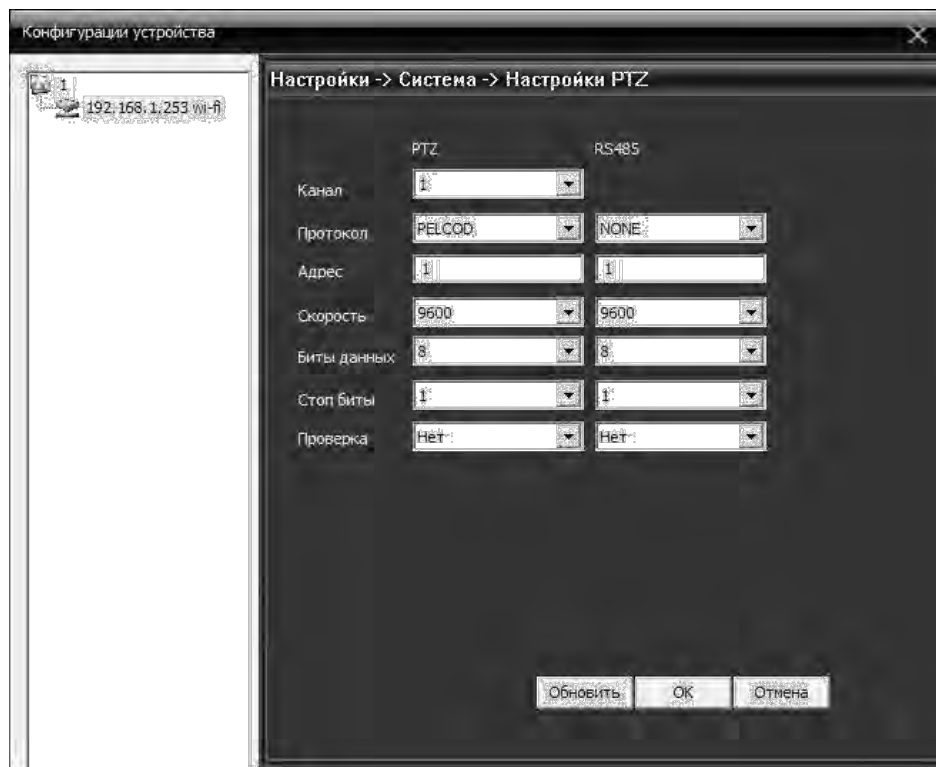 Конфигурации устройства
1
192.168.1.253 wi-fi
Настройки -> Система -> Настройки PTZ
PTZ RS485
Канал 1
Протокол PELCOD NONE
Адрес 1 1
Скорость 9600 9600
Биты данных 8 8
Стоп биты 1 1
Проверка Нет Нет
Обновить OK Отмена